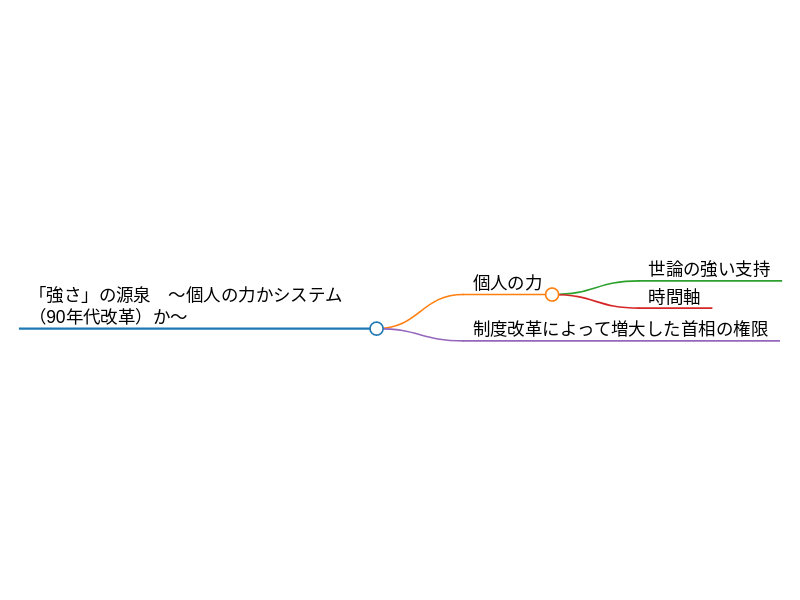 「強さ」の源泉　〜個人の力かシステム
（90年代改革）か〜
個人の力
世論の強い支持
時間軸
制度改革によって増大した首相の権限